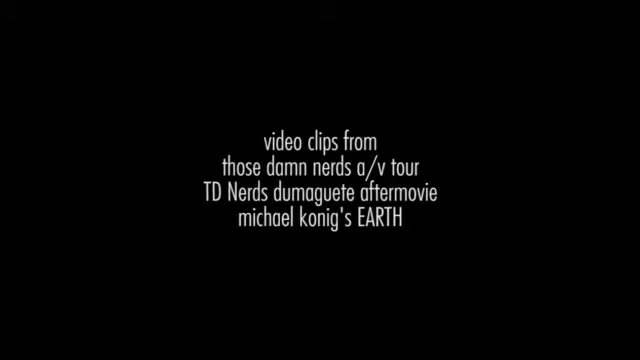 video clips from
those damn nerds a/v tour
TD Nerds dumaguete aftermovie
michael konig's EARTH